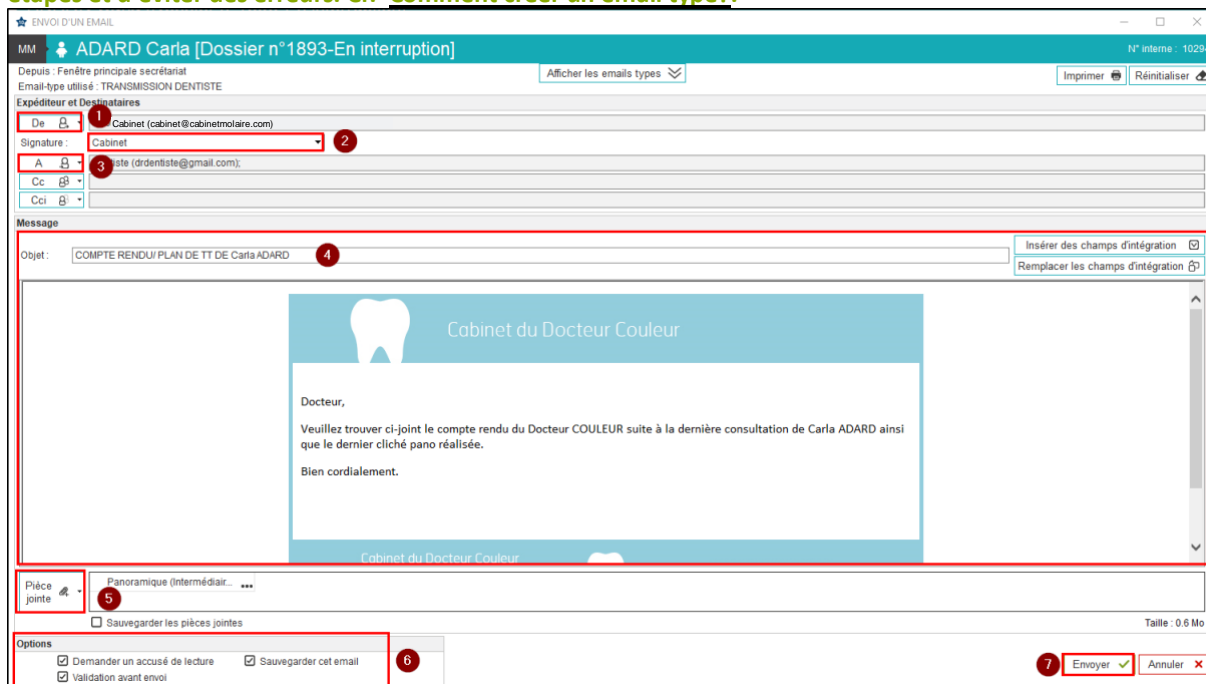 étapes et d'éviter des erreurs. cf. Comment créer un email type?.
ENVOI D'UN EMAIL
MM ADARD Carla [Dossier n°1893-En interruption] N° interne : 1029
Depuis : Fenêtre principale secrétariat
Afficher les emails types
Imprimer Réinitialiser
Email-type utilisé : TRANSMISSION DENTISTE
Expéditeur et Destinataires
De 1 Cabinet (cabinet@cabinetmolaire.com)
Signature : Cabinet 2
A 3 iste (drdentiste@gmail.com);
Cc
Cci
Message
Insérer des champs d'intégration
Objet : COMPTE RENDU/ PLAN DE TT DE Carla ADARD 4
Remplacer les champs d'intégration
Cabinet du Docteur Couleur
Docteur,
Veuillez trouver ci-joint le compte rendu du Docteur COULEUR suite à la dernière consultation de Carla ADARD ainsi
que le dernier cliché pano réalisée.
Bien cordialement.
Cabinet du Docteur Couleur
Pièce
jointe
Panoramique (Intermédiair... ...
5
Sauvegarder les pièces jointes Taille : 0.6 Mo
Options
Demander un accusé de lecture Sauvegarder cet email 6
Validation avant envoi
7 Envoyer Annuler